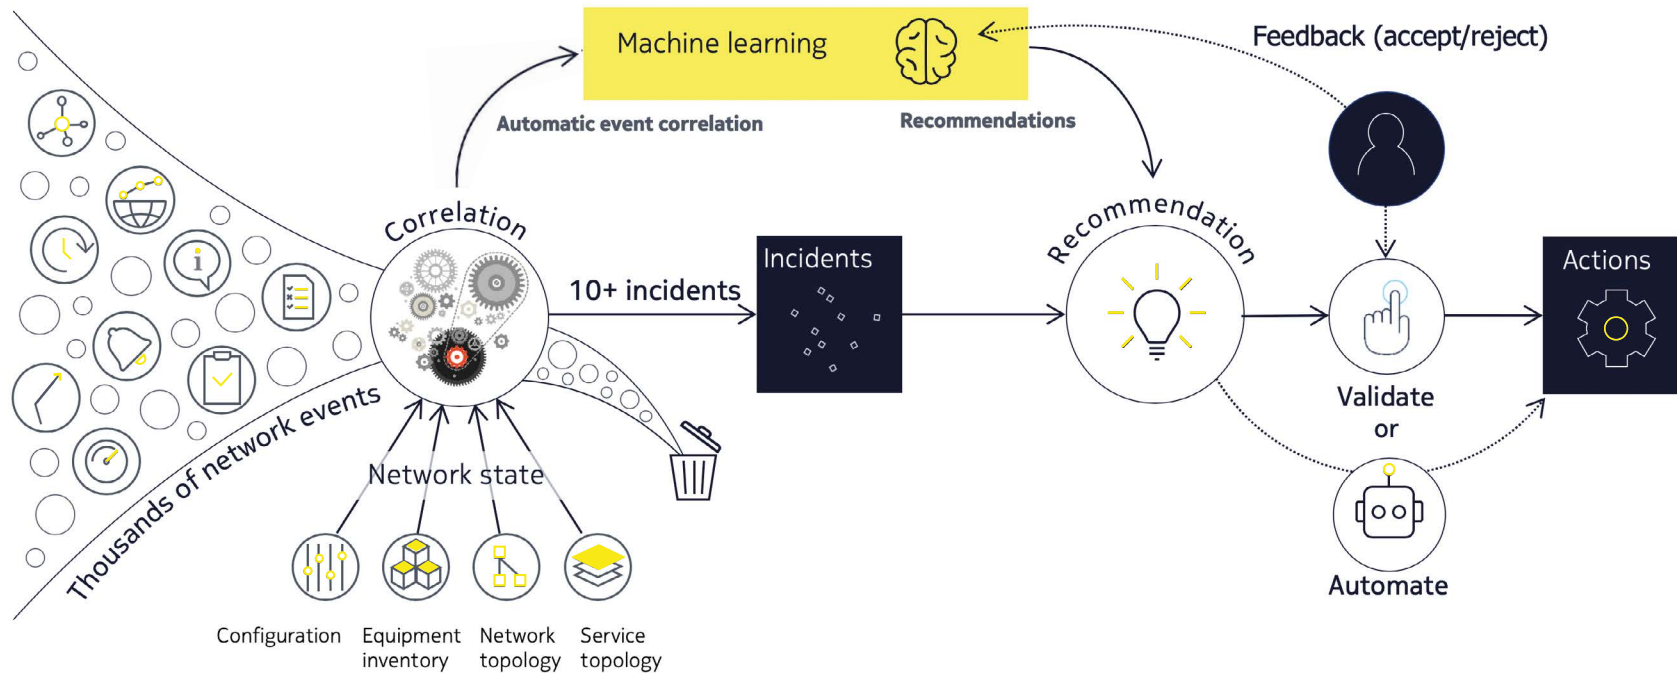 Machine learning
Feedback (accept/reject)
Automatic event correlation
Recommendations
Correlation
Recommendation
Thousands of network events
10+ incidents
Incidents
i
Actions
Validate
or
Automate
Network state
Configuration
Equipment
inventory
Network
topology
Service
topology